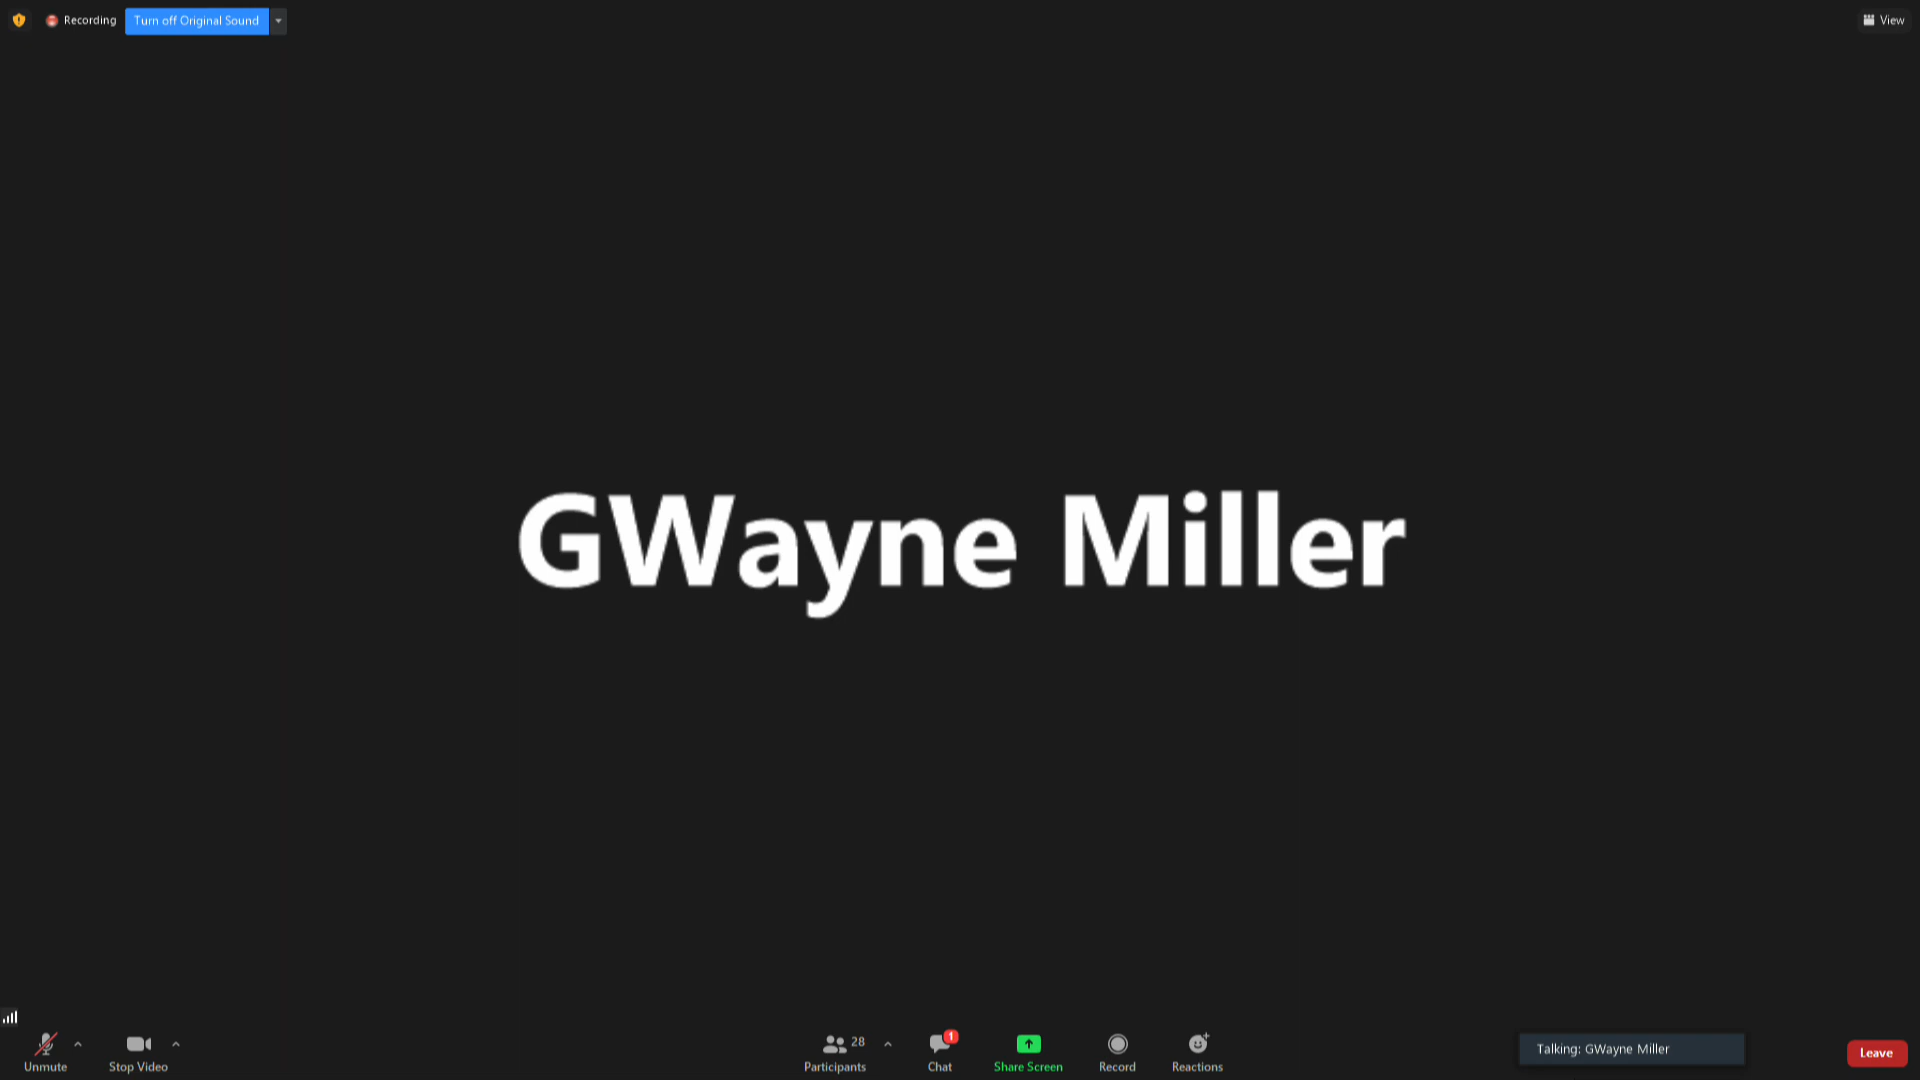 Recording
Turn off Original Sound
View
GWayne Miller
Unmute
Stop Video
28
Participants
1
Chat
Share Screen
Record
Reactions
Talking: GWayne Miller
Leave